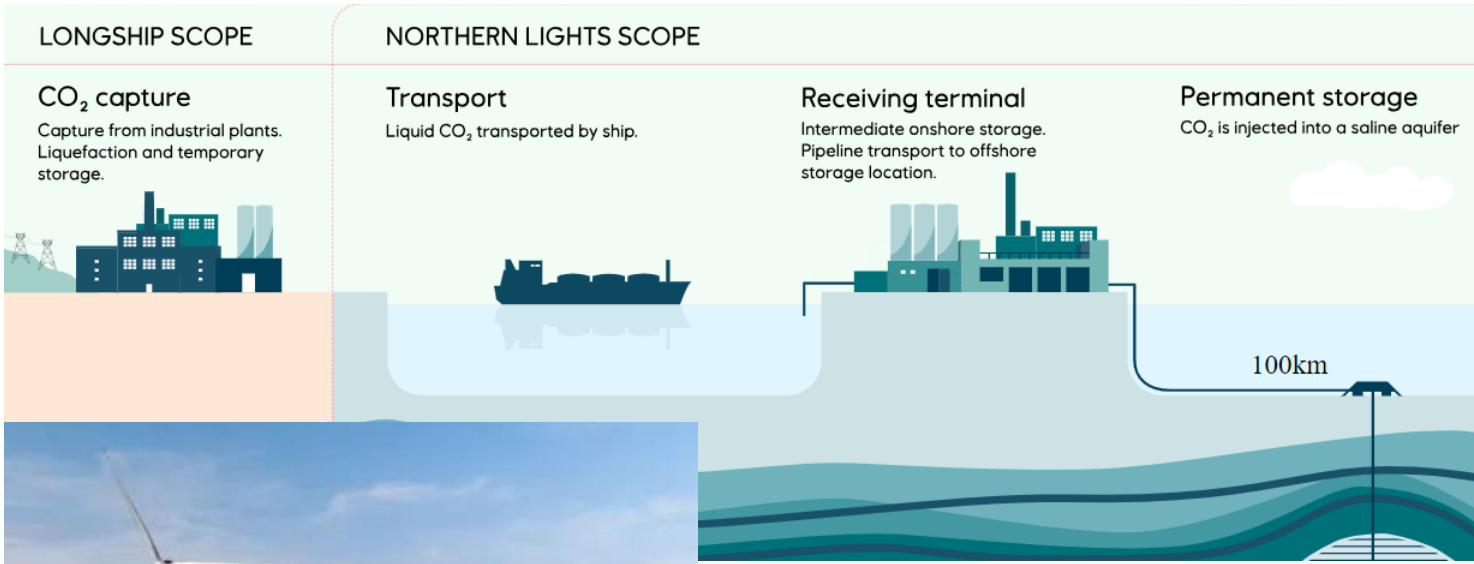 LONGSHIP SCOPE
NORTHERN LIGHTS SCOPE
CO₂ capture
Capture from industrial plants.
Liquefaction and temporary
storage.
Transport
Liquid CO₂ transported by ship.
Receiving terminal
Intermediate onshore storage.
Pipeline transport to offshore
storage location.
Permanent storage
CO₂ is injected into a saline aquifer
100km